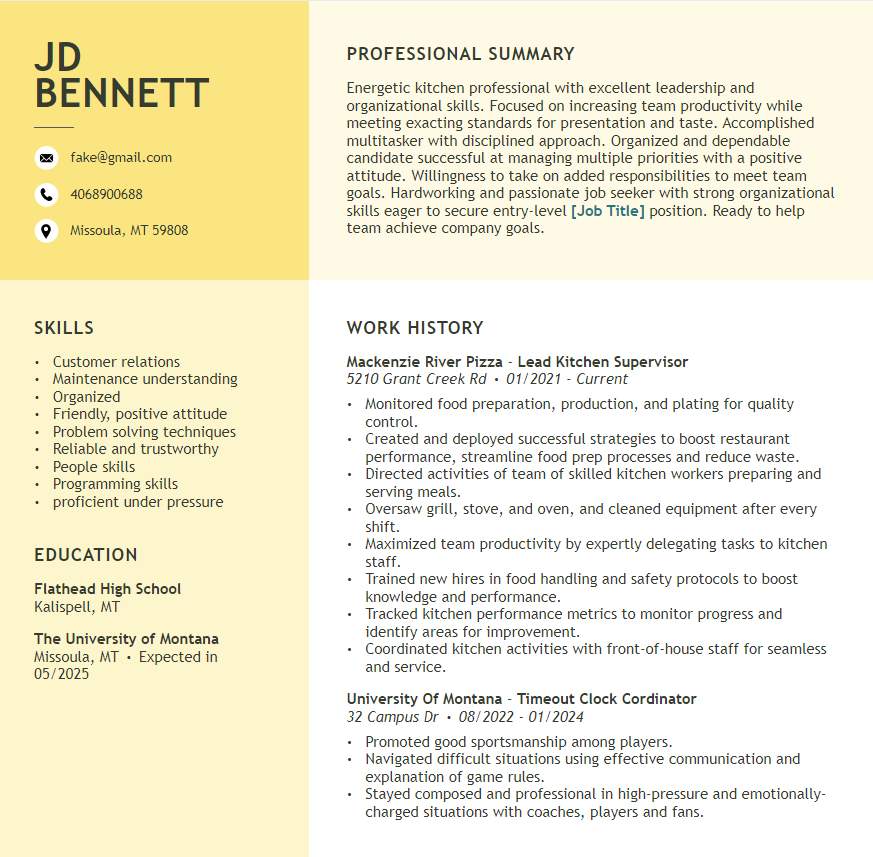 JD
BENNETT
fake@gmail.com
4068900688
Missoula, MT 59808
PROFESSIONAL SUMMARY
Energetic kitchen professional with excellent leadership and
organizational skills. Focused on increasing team productivity while
meeting exacting standards for presentation and taste. Accomplished
multitasker with disciplined approach. Organized and dependable
candidate successful at managing multiple priorities with a positive
attitude. Willingness to take on added responsibilities to meet team
goals. Hardworking and passionate job seeker with strong organizational
skills eager to secure entry-level [Job Title] position. Ready to help
team achieve company goals.
SKILLS
• Customer relations
• Maintenance understanding
• Organized
• Friendly, positive attitude
• Problem solving techniques
• Reliable and trustworthy
• People skills
• Programming skills
• proficient under pressure
EDUCATION
Flathead High School
Kalispell, MT
The University of Montana
Missoula, MT • Expected in
05/2025
WORK HISTORY
Mackenzie River Pizza - Lead Kitchen Supervisor
5210 Grant Creek Rd • 01/2021 - Current
• Monitored food preparation, production, and plating for quality
control.
• Created and deployed successful strategies to boost restaurant
performance, streamline food prep processes and reduce waste.
• Directed activities of team of skilled kitchen workers preparing and
serving meals.
• Oversaw grill, stove, and oven, and cleaned equipment after every
shift.
• Maximized team productivity by expertly delegating tasks to kitchen
staff.
• Trained new hires in food handling and safety protocols to boost
knowledge and performance.
• Tracked kitchen performance metrics to monitor progress and
identify areas for improvement.
• Coordinated kitchen activities with front-of-house staff for seamless
and service.
University Of Montana - Timeout Clock Cordinator
32 Campus Dr • 08/2022 - 01/2024
• Promoted good sportsmanship among players.
• Navigated difficult situations using effective communication and
explanation of game rules.
• Stayed composed and professional in high-pressure and emotionally-
charged situations with coaches, players and fans.